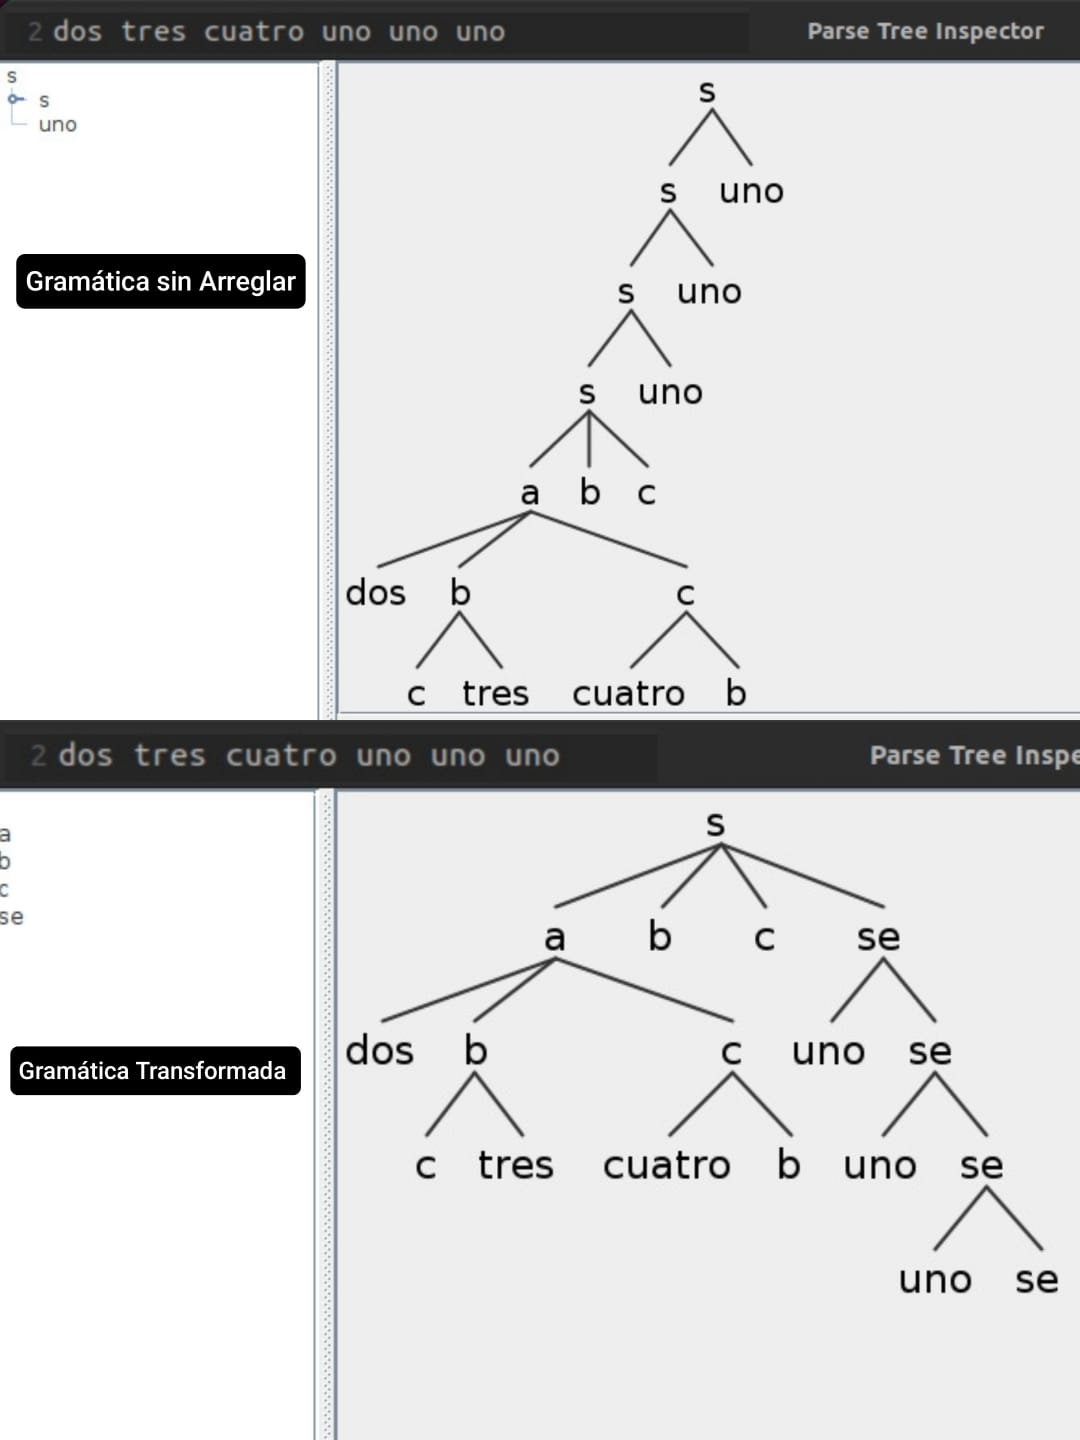 2 dos tres cuatro uno uno uno
Parse Tree Inspector
s
s
uno
Gramática sin Arreglar
s
s uno
s uno
s uno
a b c
dos b c
c tres cuatro b
2 dos tres cuatro uno uno uno
Parse Tree Inspe
a
b
c
se
Gramática Transformada
s
a b c se
dos b c uno se
c tres cuatro b uno se
uno se